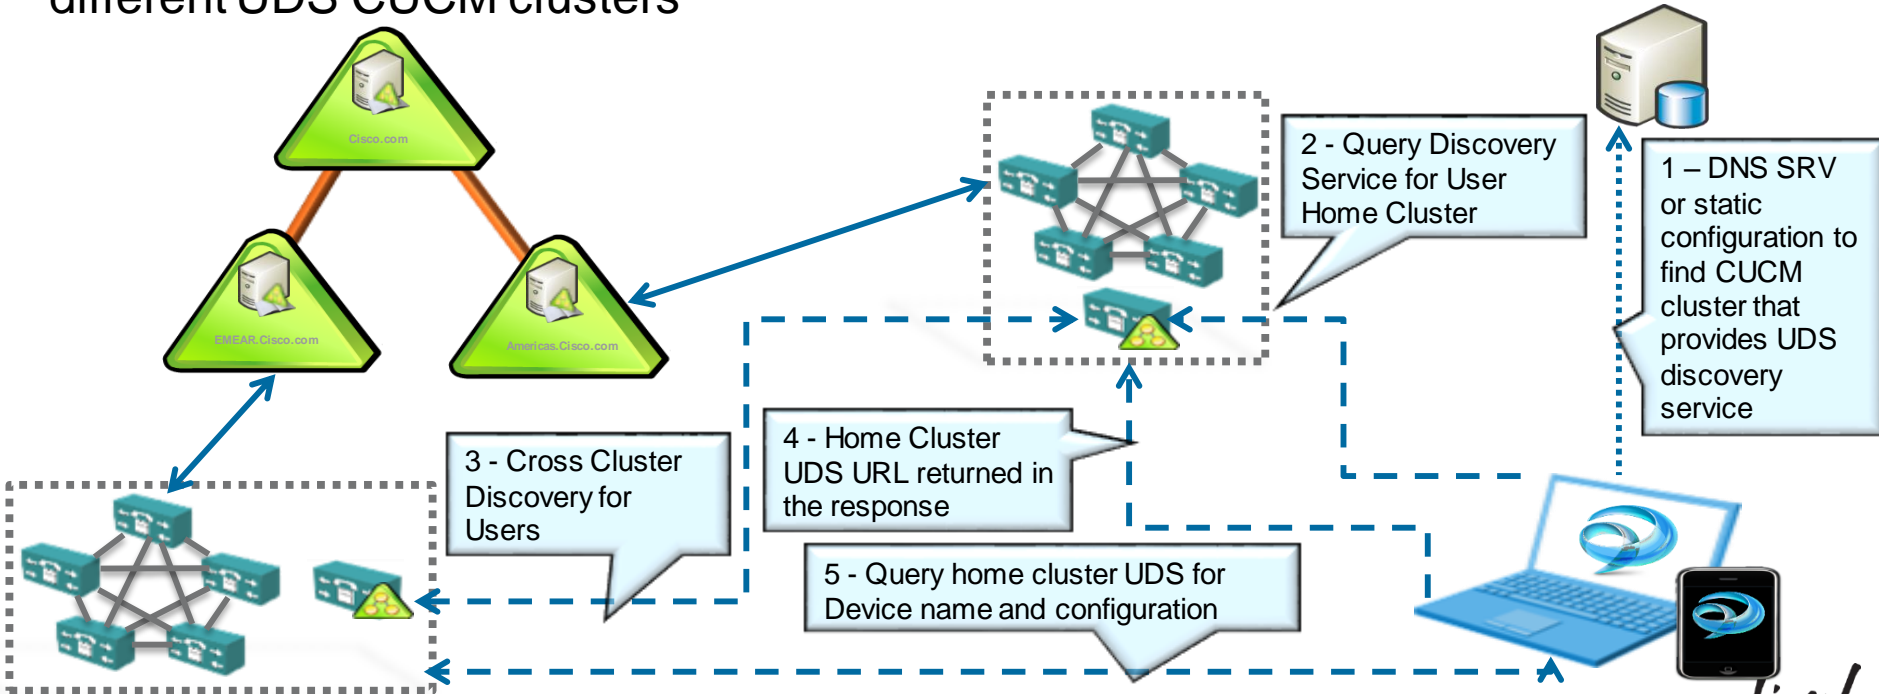 different UDS CUCM clusters
Cisco.com
EMEAR.Cisco.com
Americas.Cisco.com
2 - Query Discovery
Service for User
Home Cluster
1 – DNS SRV
or static
configuration to
find CUCM
cluster that
provides UDS
discovery
service
3 - Cross Cluster
Discovery for
Users
4 - Home Cluster
UDS URL returned in
the response
5 - Query home cluster UDS for
Device name and configuration